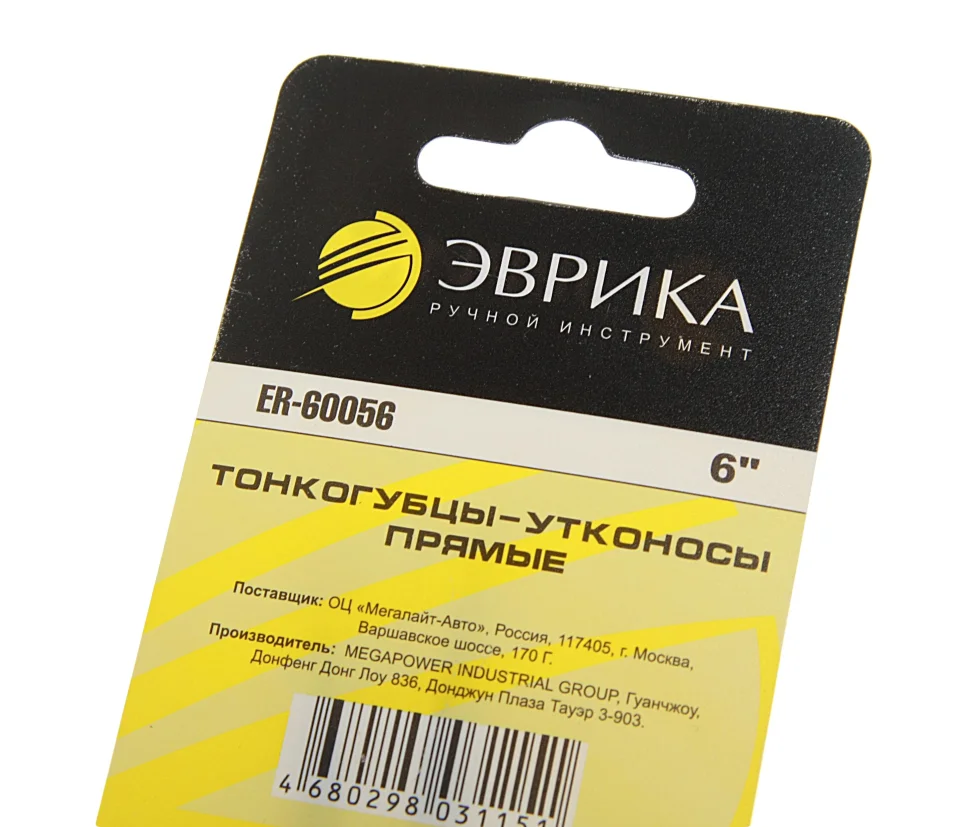 ЭВРИКА
РУЧНОЙ ИНСТРУМЕНТ
ER-60056
6"
ТОНКОГУБЦЫ-УТКОНОСЫ
ПРЯМЫЕ
Поставщик: ОЦ «Мегалайт-Авто», Россия, 117405, г. Москва,
Варшавское шоссе, 170 Г.
Производитель: MEGAPOWER INDUSTRIAL GROUP, Гуанчжоу,
Донфенг Донг Лоу 836, Донджун Плаза Тауэр 3-903.
4 680298 031151